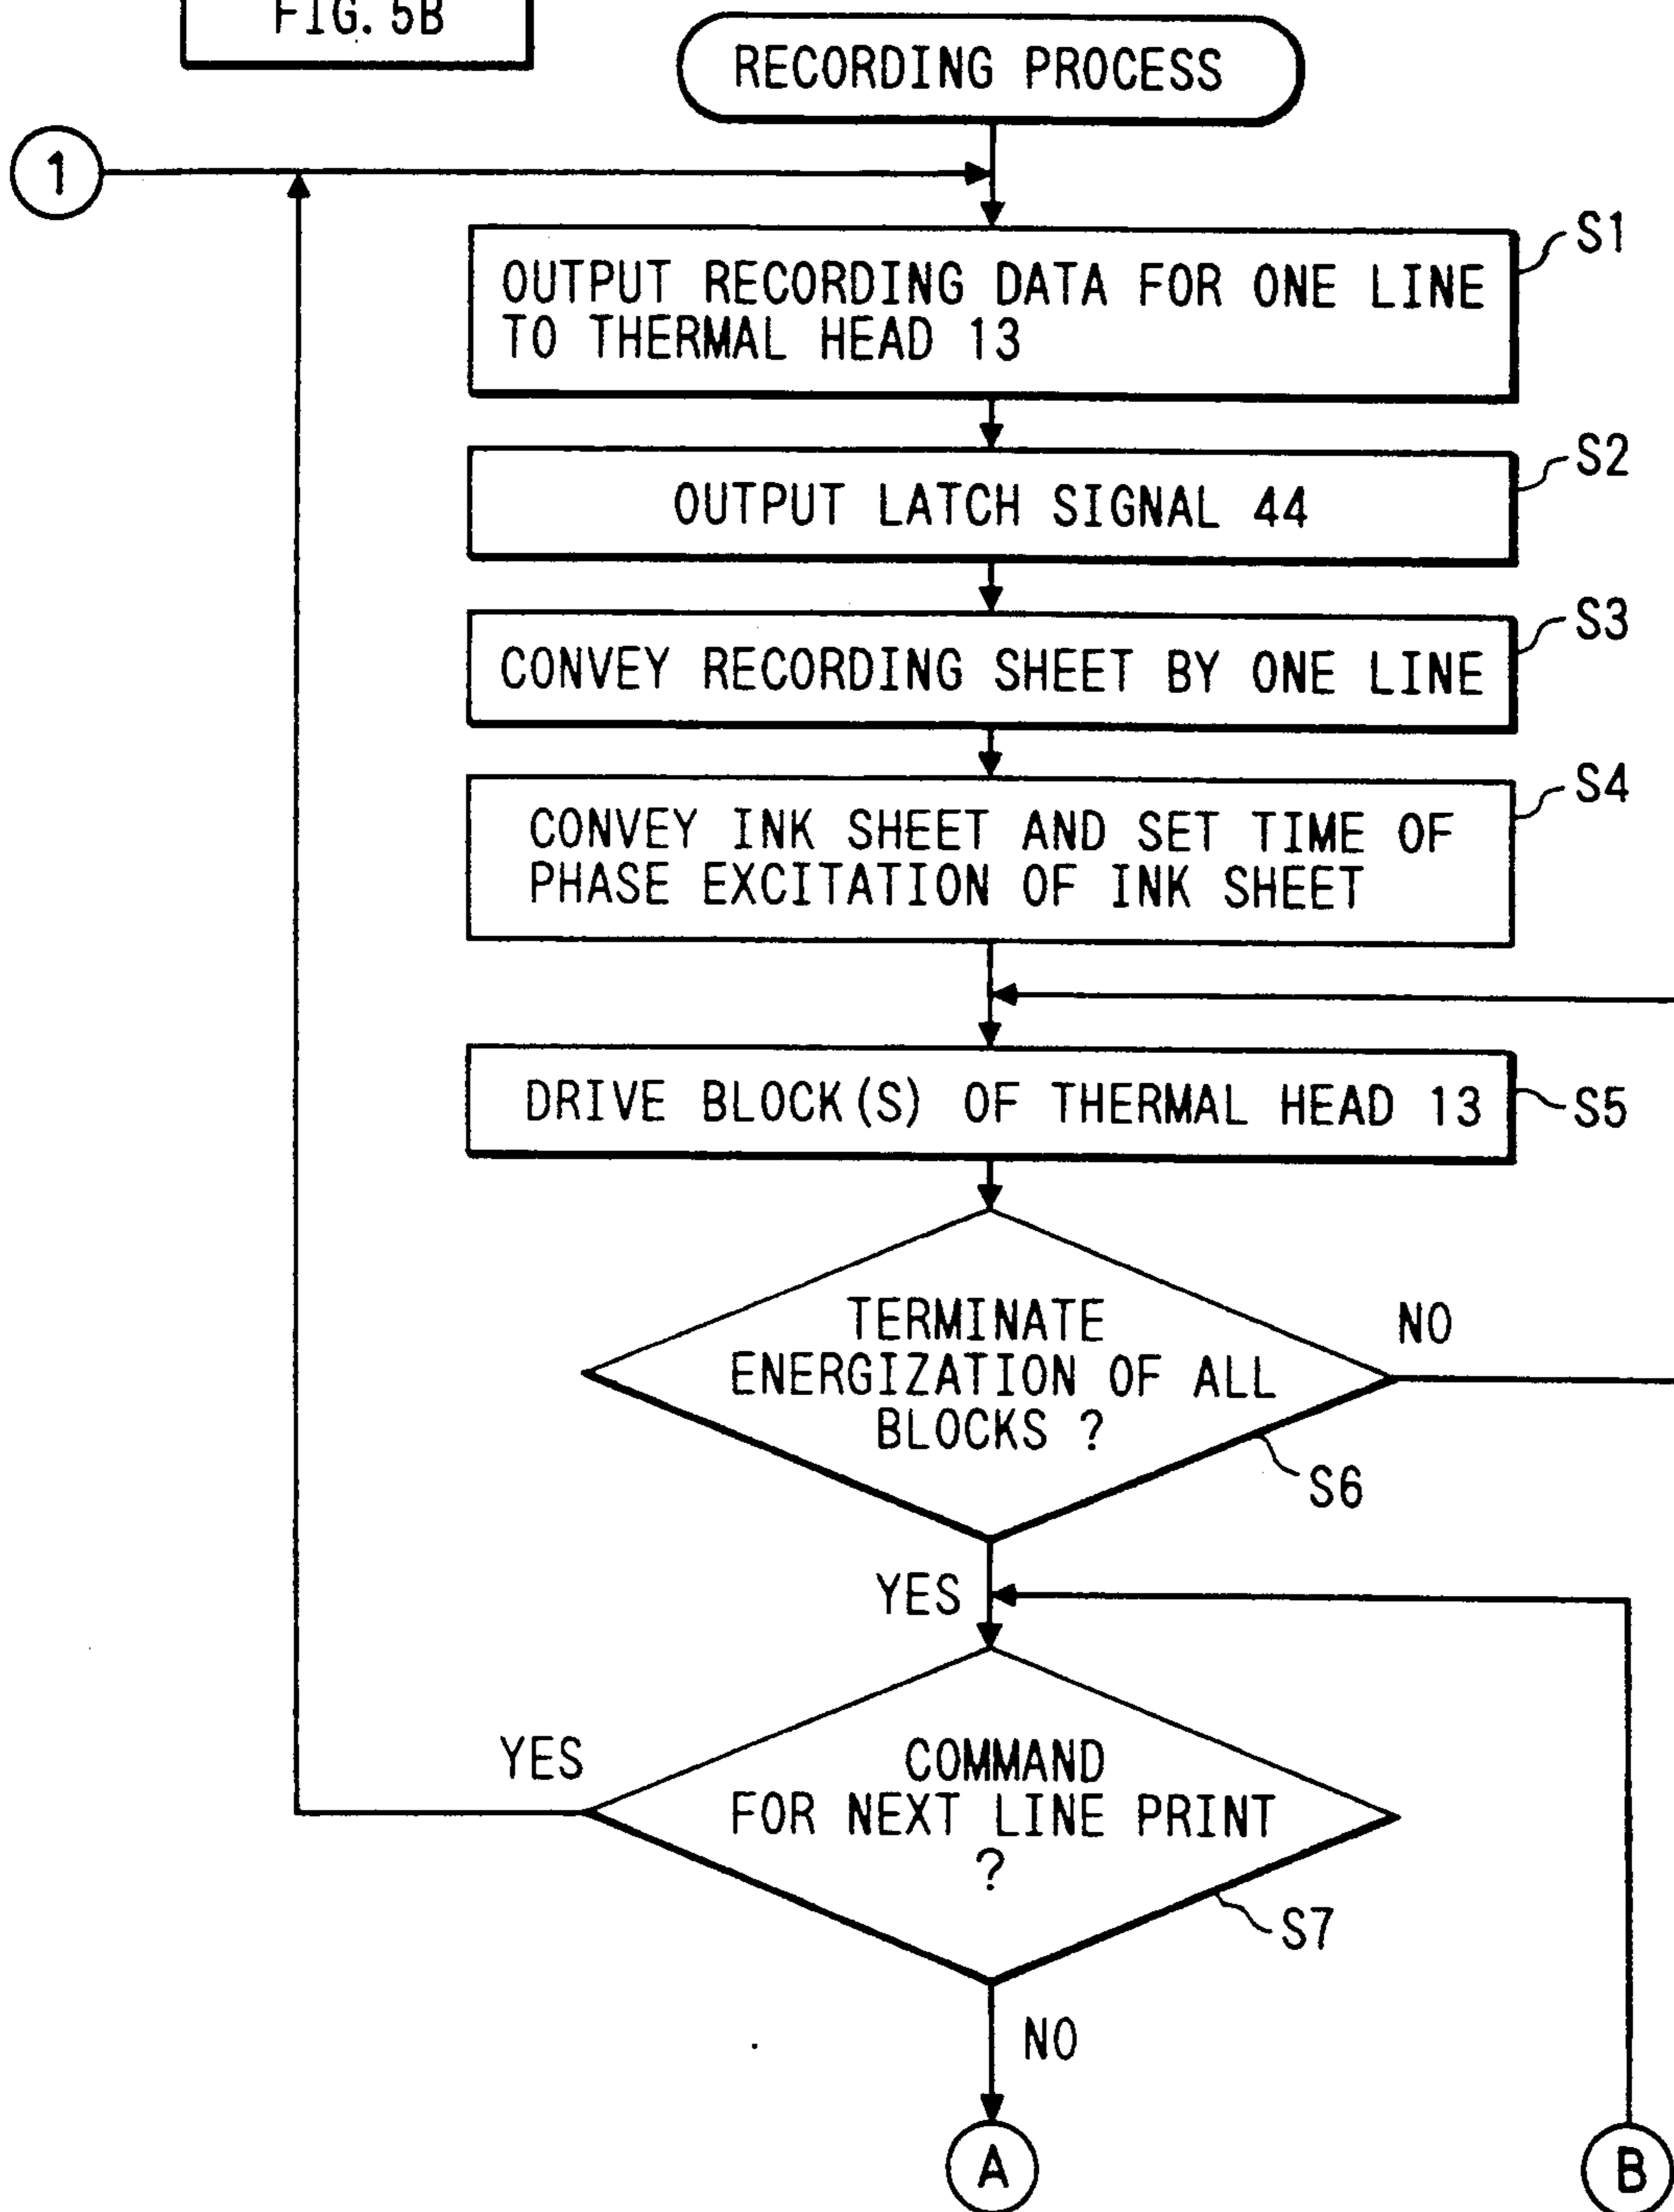 FIG. 5B
RECORDING PROCESS
1
S1
OUTPUT RECORDING DATA FOR ONE LINE
TO THERMAL HEAD 13
S2
OUTPUT LATCH SIGNAL 44
S3
CONVEY RECORDING SHEET BY ONE LINE
S4
CONVEY INK SHEET AND SET TIME OF
PHASE EXCITATION OF INK SHEET
DRIVE BLOCK(S) OF THERMAL HEAD 13
S5
TERMINATE
ENERGIZATION OF ALL
BLOCKS ?
NO
S6
YES
YES
COMMAND
FOR NEXT LINE PRINT
?
S7
NO
A
B